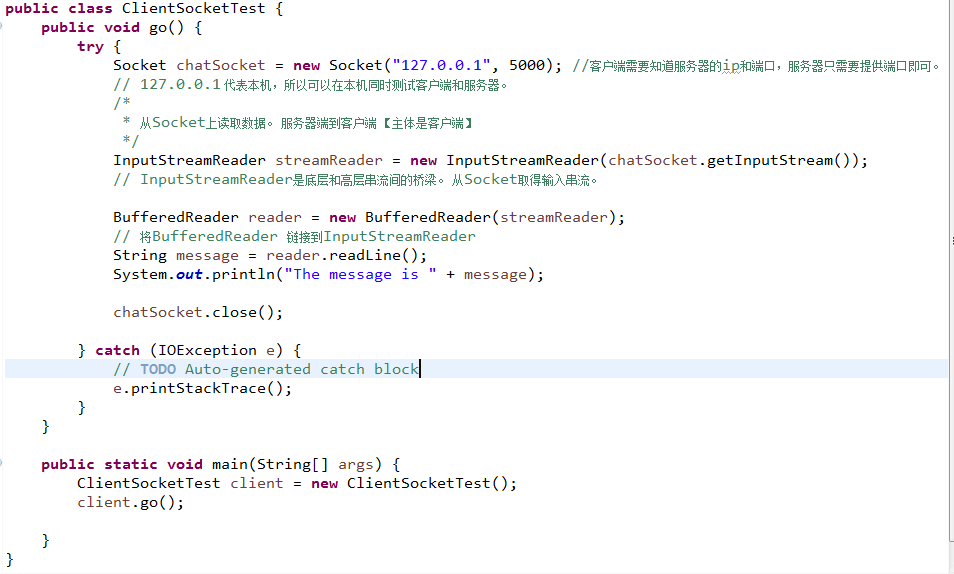 public class ClientSocketTest {
public void go() {
try {
Socket chatSocket = new Socket("127.0.0.1", 5000); //客户端需要知道服务器的ip和端口，服务器只需要提供端口即可。
// 127.0.0.1代表本机，所以可以在本机同时测试客户端和服务器。
/*
* 从Socket上读取数据。 服务器端到客户端【主体是客户端】
*/
InputStreamReader streamReader = new InputStreamReader(chatSocket.getInputStream());
// InputStreamReader是底层和高层串流间的桥梁。 从Socket取得输入串流。
BufferedReader reader = new BufferedReader(streamReader);
// 将BufferedReader 链接到InputStreamReader
String message = reader.readLine();
System.out.println("The message is " + message);
chatSocket.close();
} catch (IOException e) {
// TODO Auto-generated catch block
e.printStackTrace();
}
}
public static void main(String[] args) {
ClientSocketTest client = new ClientSocketTest();
client.go();
}
}